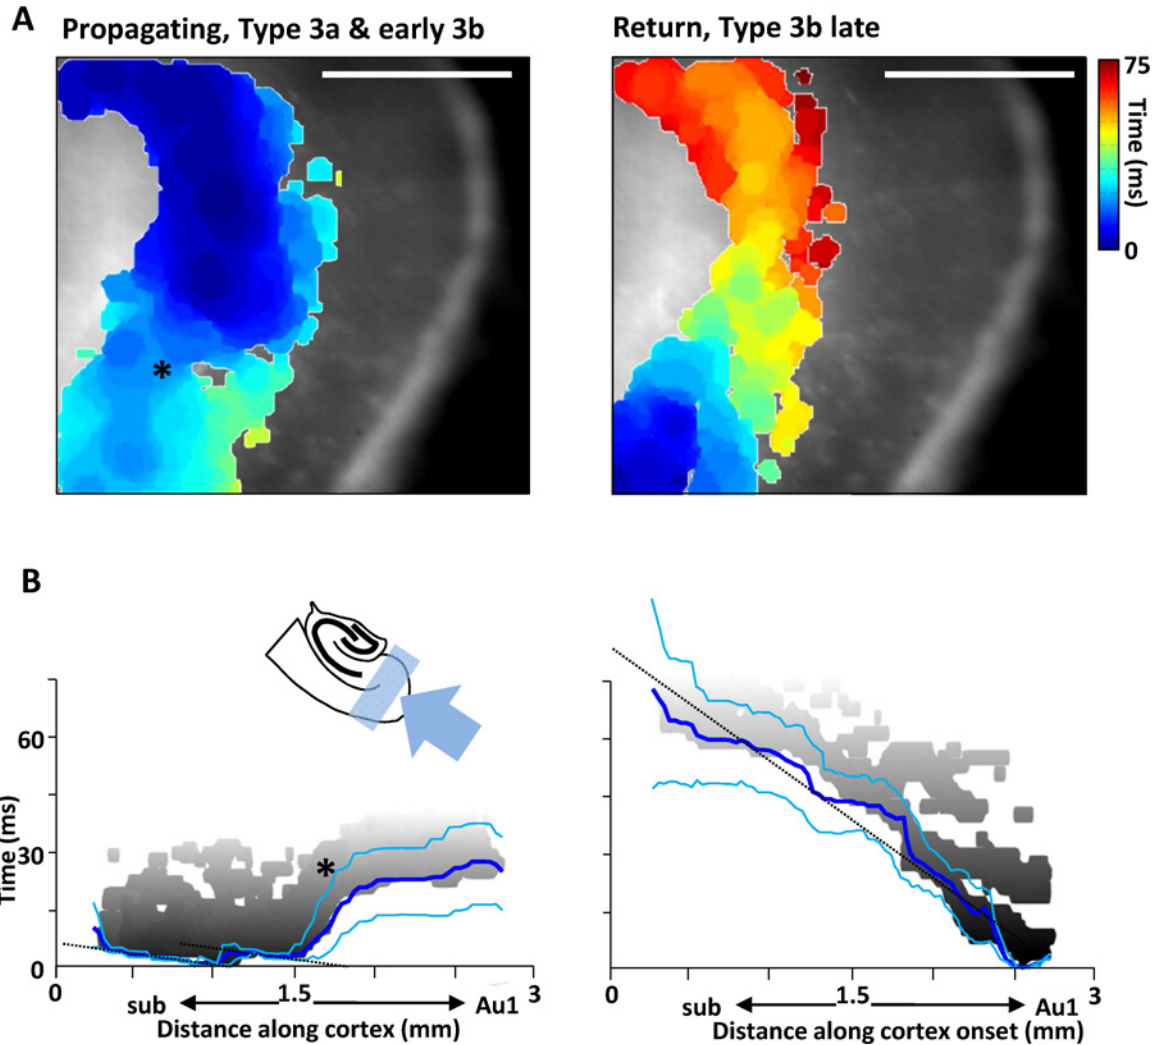 A
Propagating, Type 3a & early 3b
Return, Type 3b late
75
Time (ms)
0
*
B
60
30
0
Time (ms)
*
0
1.5
3
sub
Au1
Distance along cortex (mm)
0
1.5
3
sub
Au1
Distance along cortex onset (mm)